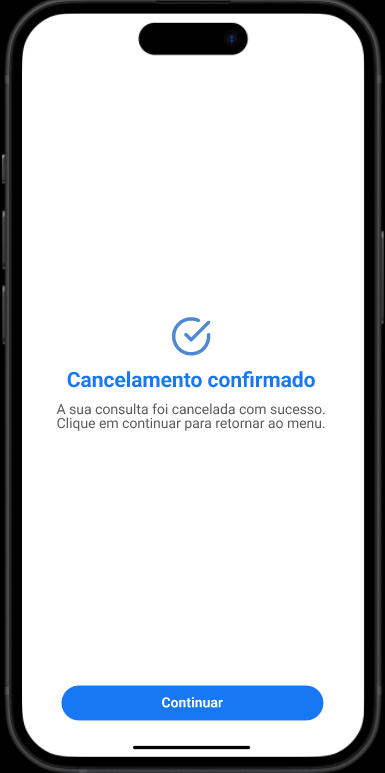 Cancelamento confirmado
A sua consulta foi cancelada com sucesso.
Clique em continuar para retornar ao menu.
Continuar